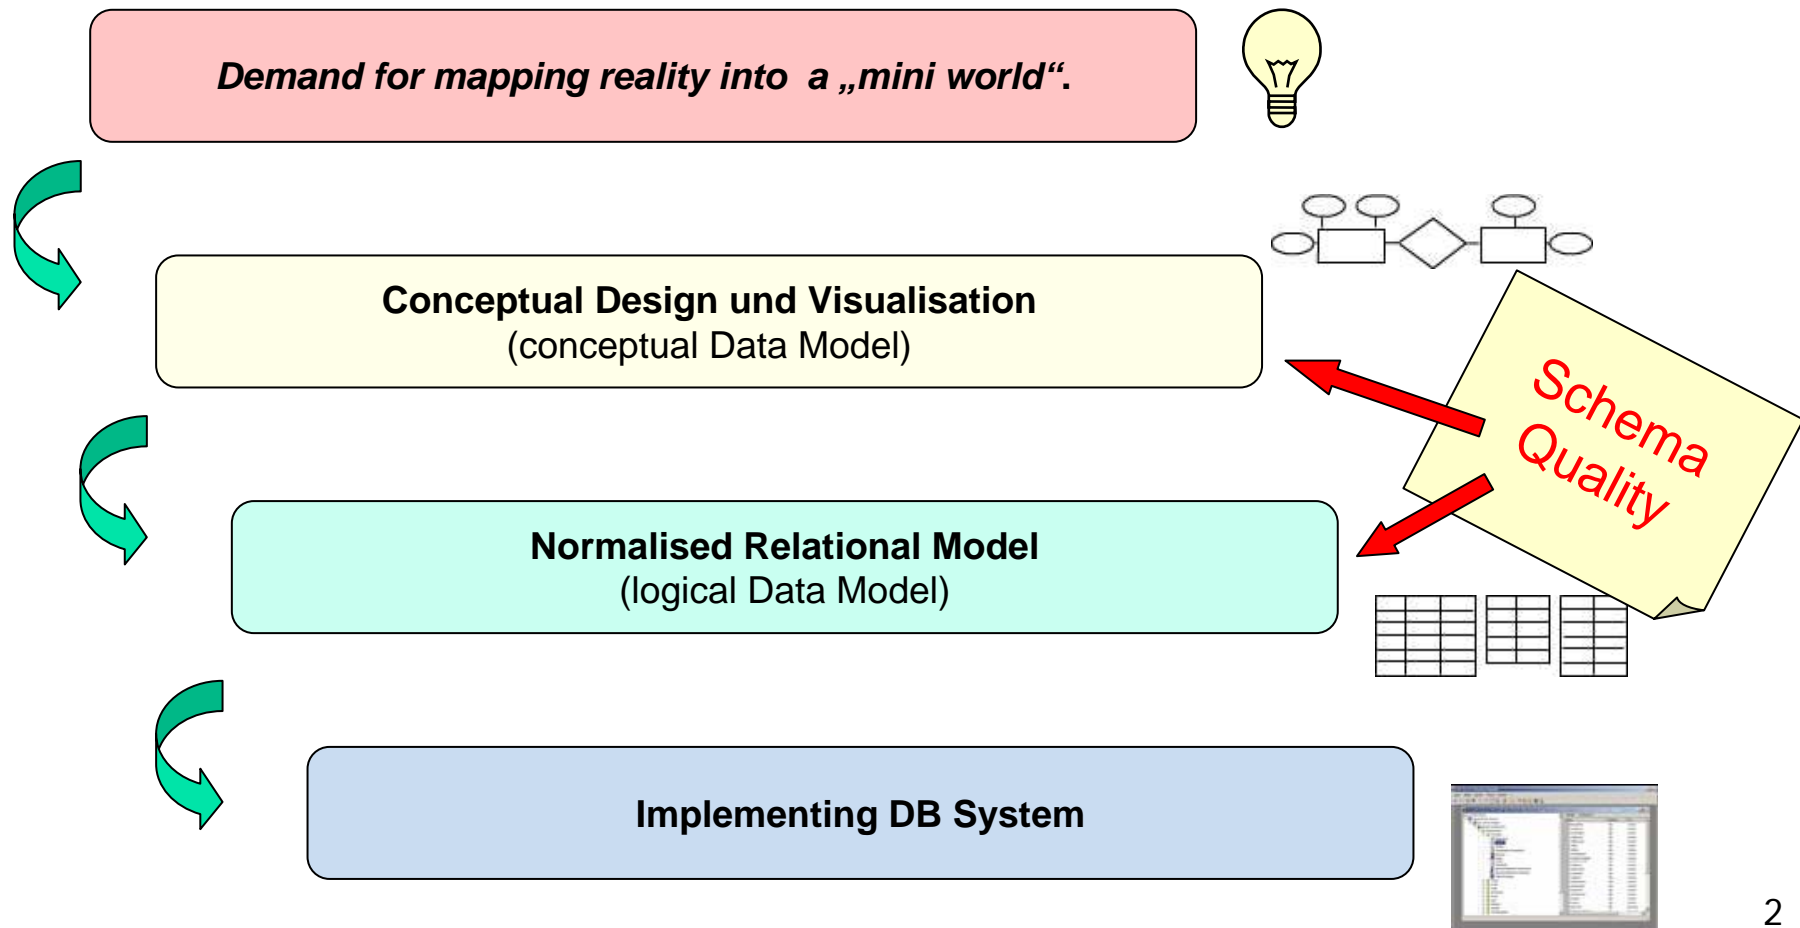 Demand for mapping reality into a „mini world“.
Conceptual Design und Visualisation
(conceptual Data Model)
Schema
Quality
Normalised Relational Model
(logical Data Model)
Implementing DB System
2